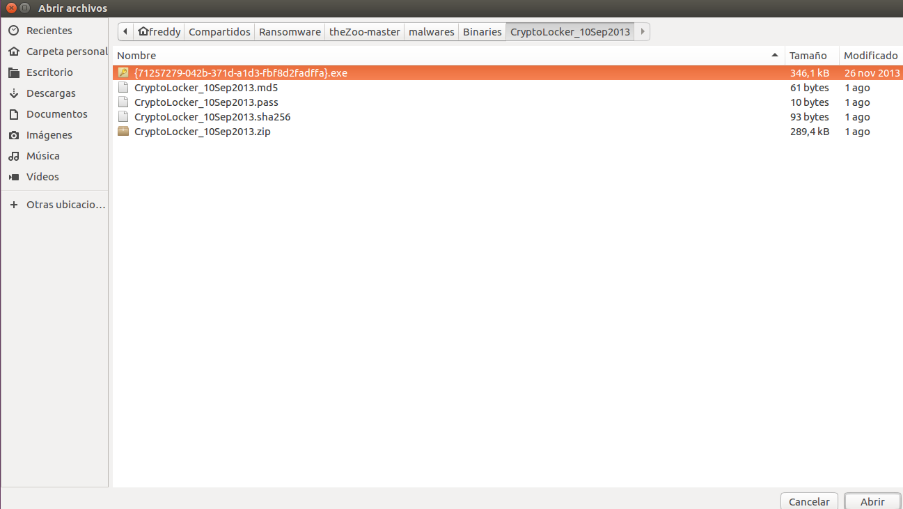 Abrir archivos
freddy Compartidos Ransomware theZoo-master malwares Binaries CryptoLocker_10Sep2013
Recientes
Carpeta personal
Escritorio
Descargas
Documentos
Imágenes
Música
Vídeos
Otras ubicacio…
Nombre Tamaño Modificado
{71257279-042b-371d-a1d3-fbf8d2fadffa}.exe 346,1 kB 26 nov 2013
CryptoLocker_10Sep2013.md5 61 bytes 1 ago
CryptoLocker_10Sep2013.pass 10 bytes 1 ago
CryptoLocker_10Sep2013.sha256 93 bytes 1 ago
CryptoLocker_10Sep2013.zip 289,4 kB 1 ago
Cancelar Abrir